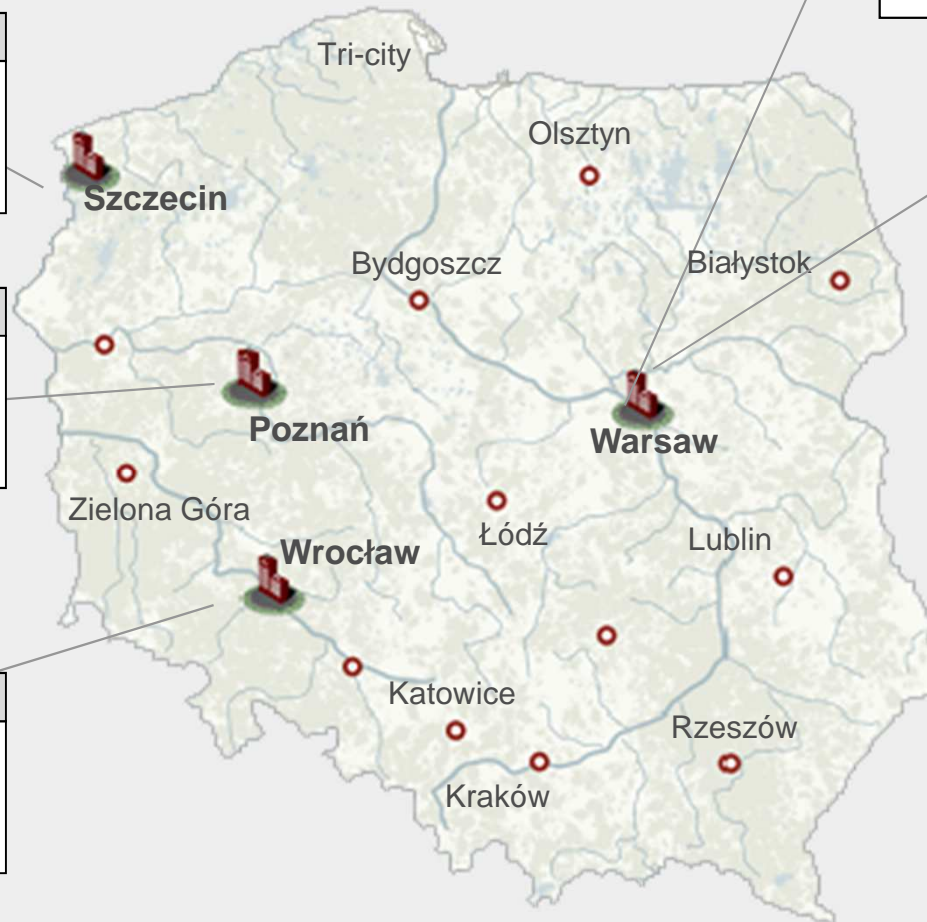 Tri-city
Olsztyn
Szczecin
Bydgoszcz
Białystok
Poznań
Warsaw
Zielona Góra
Łódź
Lublin
Wrocław
Katowice
Rzeszów
Kraków